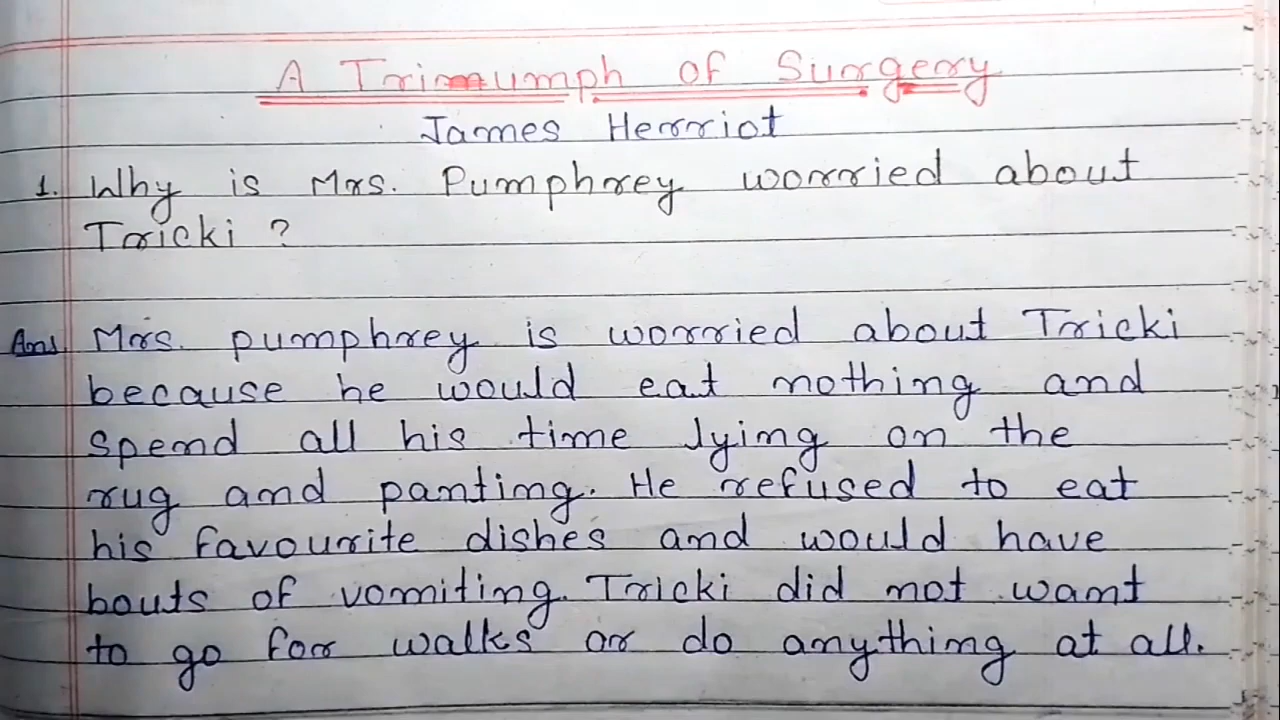 A Triumph of Surgery
James Herriot
1. Why is Mrs. Pumphrey worried about
Tricki ?
Ans Mrs. pumphrey is worried about Tricki
because he would eat nothing and
spend all his time lying on the
rug and panting. He refused to eat
his favourite dishes and would have
bouts of vomiting. Tricki did not want
to go for walks or do anything at all.